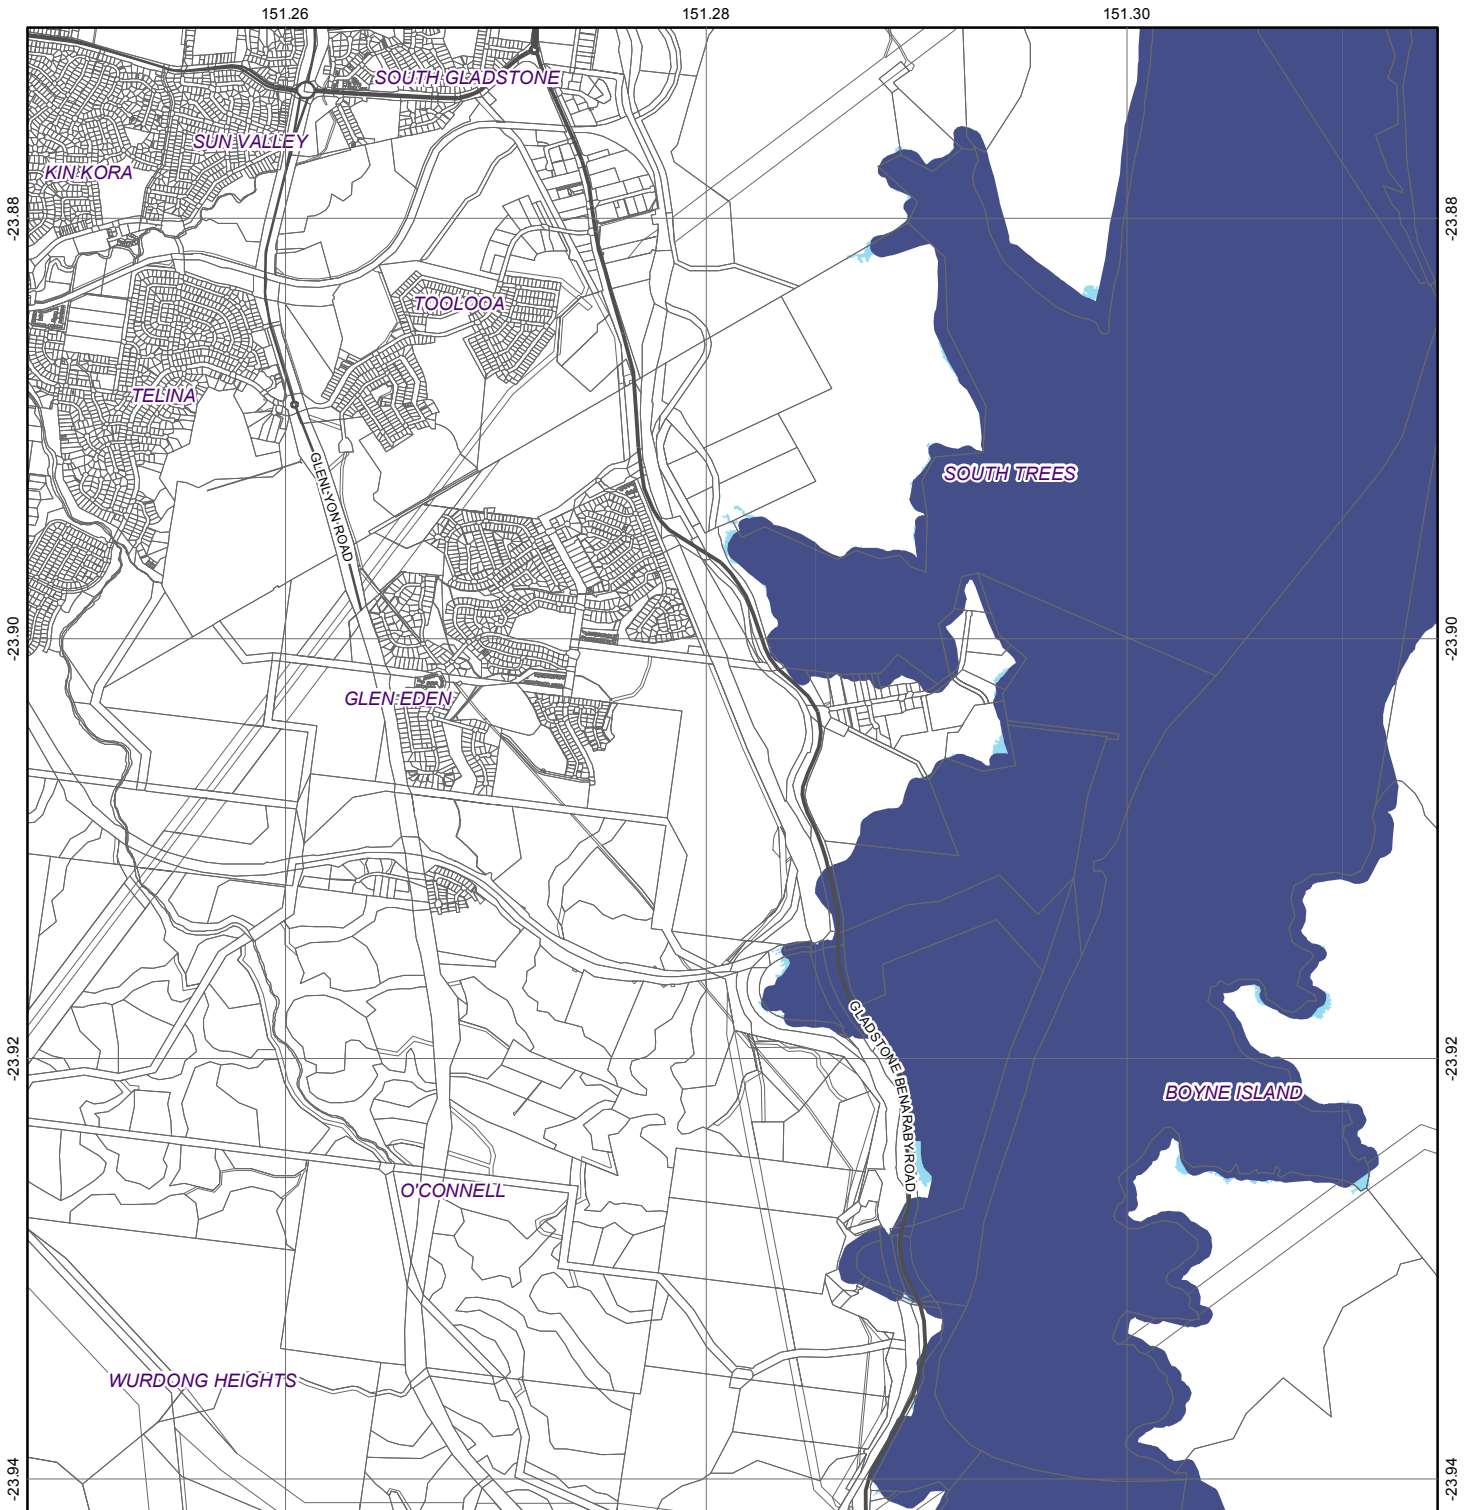 151.26 151.28 151.30
SOUTH GLADSTONE
SUN VALLEY
KIN KORA
-23.88 -23.88
TOOLOOA
TELINA
SOUTH TREES
GLENLYON ROAD
-23.90 -23.90
GLEN EDEN
GLADSTONE BENARABY ROAD
-23.92 -23.92
BOYNE ISLAND
O'CONNELL
WURDONG HEIGHTS
-23.94 -23.94